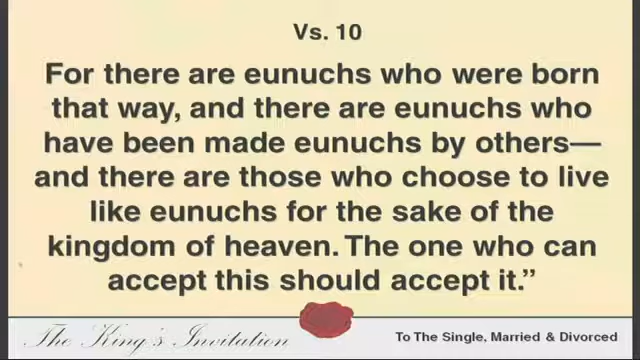 Vs. 10
For there are eunuchs who were born
that way, and there are eunuchs who
have been made eunuchs by others—
and there are those who choose to live
like eunuchs for the sake of the
kingdom of heaven. The one who can
accept this should accept it.”
The King's Invitation
To The Single, Married & Divorced